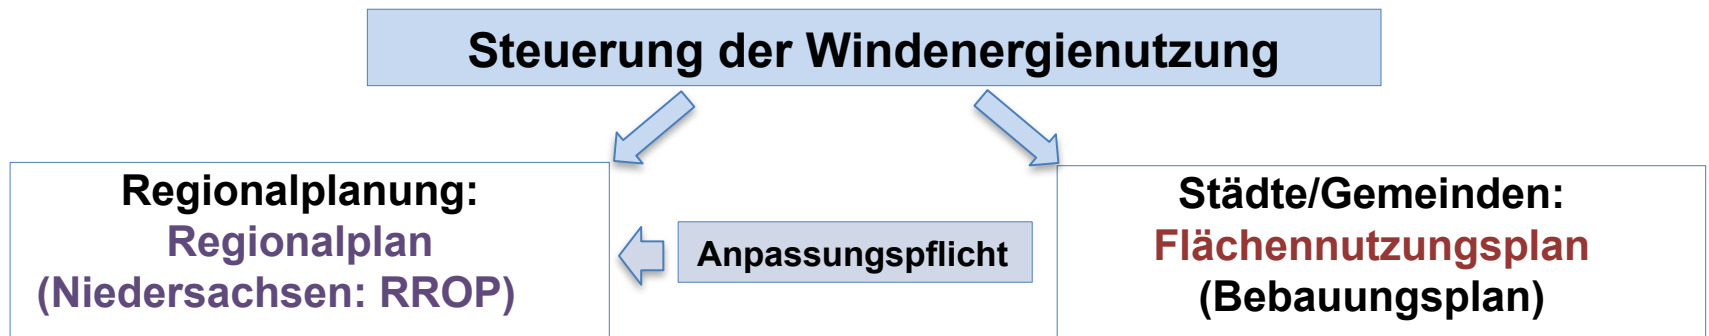 Steuerung der Windenergienutzung
Regionalplanung:
Regionalplan
(Niedersachsen: RROP)
Anpassungspflicht
Städte/Gemeinden:
Flächennutzungsplan
(Bebauungsplan)